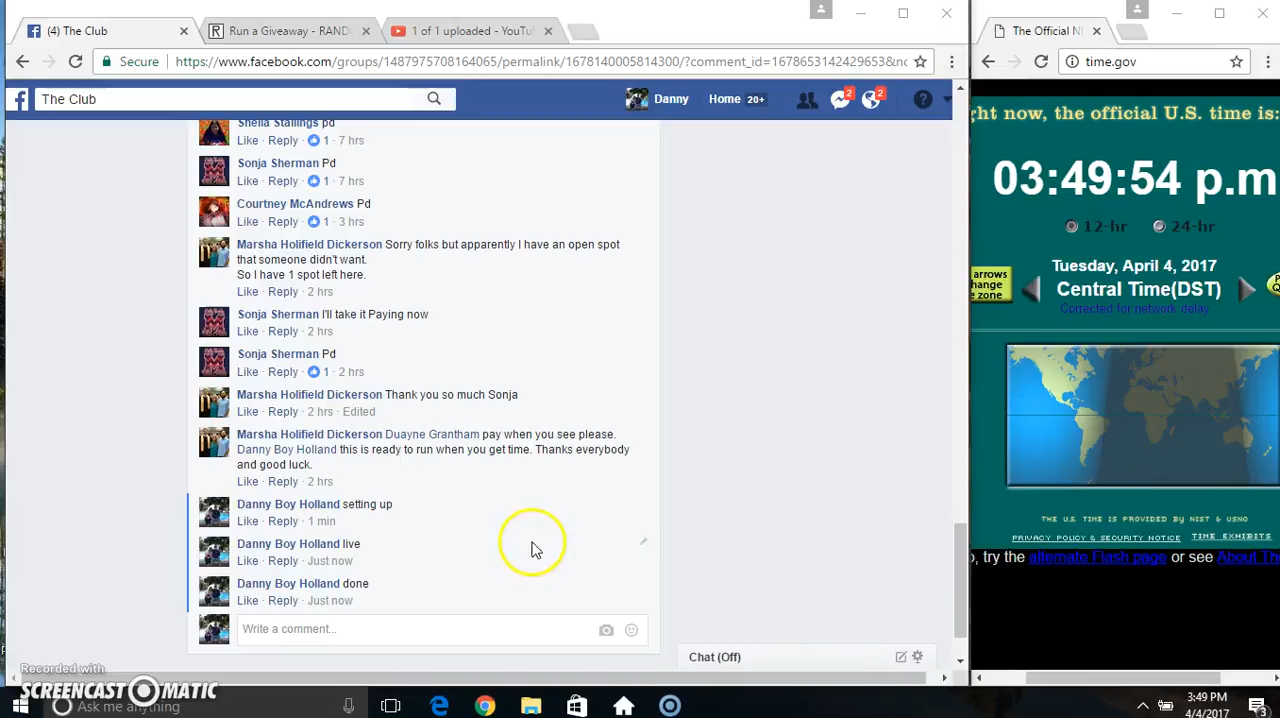 (4) The Club
Run a Giveaway - RAND
1 of 1 uploaded - YouTu
The Official NI
Secure
https://www.facebook.com/groups/1487975708164065/permalink/1678140005814300/?comment_id=1678653142429653&no
time.gov
The Club
Danny
Home 20+
2
2
Sheila Stallings pd
Like · Reply · 1 · 7 hrs
Sonja Sherman Pd
Like · Reply · 1 · 7 hrs
Courtney McAndrews Pd
Like · Reply · 1 · 3 hrs
Marsha Holifield Dickerson Sorry folks but apparently I have an open spot
that someone didn't want.
So I have 1 spot left here.
Like · Reply · 2 hrs
Sonja Sherman I'll take it Paying now
Like · Reply · 2 hrs
Sonja Sherman Pd
Like · Reply · 1 · 2 hrs
Marsha Holifield Dickerson Thank you so much Sonja
Like · Reply · 2 hrs · Edited
Marsha Holifield Dickerson Duayne Grantham pay when you see please.
Danny Boy Holland this is ready to run when you get time. Thanks everybody
and good luck.
Like · Reply · 2 hrs
Danny Boy Holland setting up
Like · Reply · 1 min
Danny Boy Holland live
Like · Reply · Just now
Danny Boy Holland done
Like · Reply · Just now
Write a comment...
Chat (Off)
ght now, the official U.S. time is:
03:49:54 p.m
12-hr
24-hr
arrows
hange
e zone
Tuesday, April 4, 2017
Central Time(DST)
Corrected for network delay
THE U.S. TIME IS PROVIDED BY NIST & USNO
PRIVACY POLICY & SECURITY NOTICE
TIME EXHIBITS
o, try the alternate Flash page or see About Th
Recorded with
SCREENCAST-O-MATIC
Ask me anything
3:49 PM
4/4/2017
3